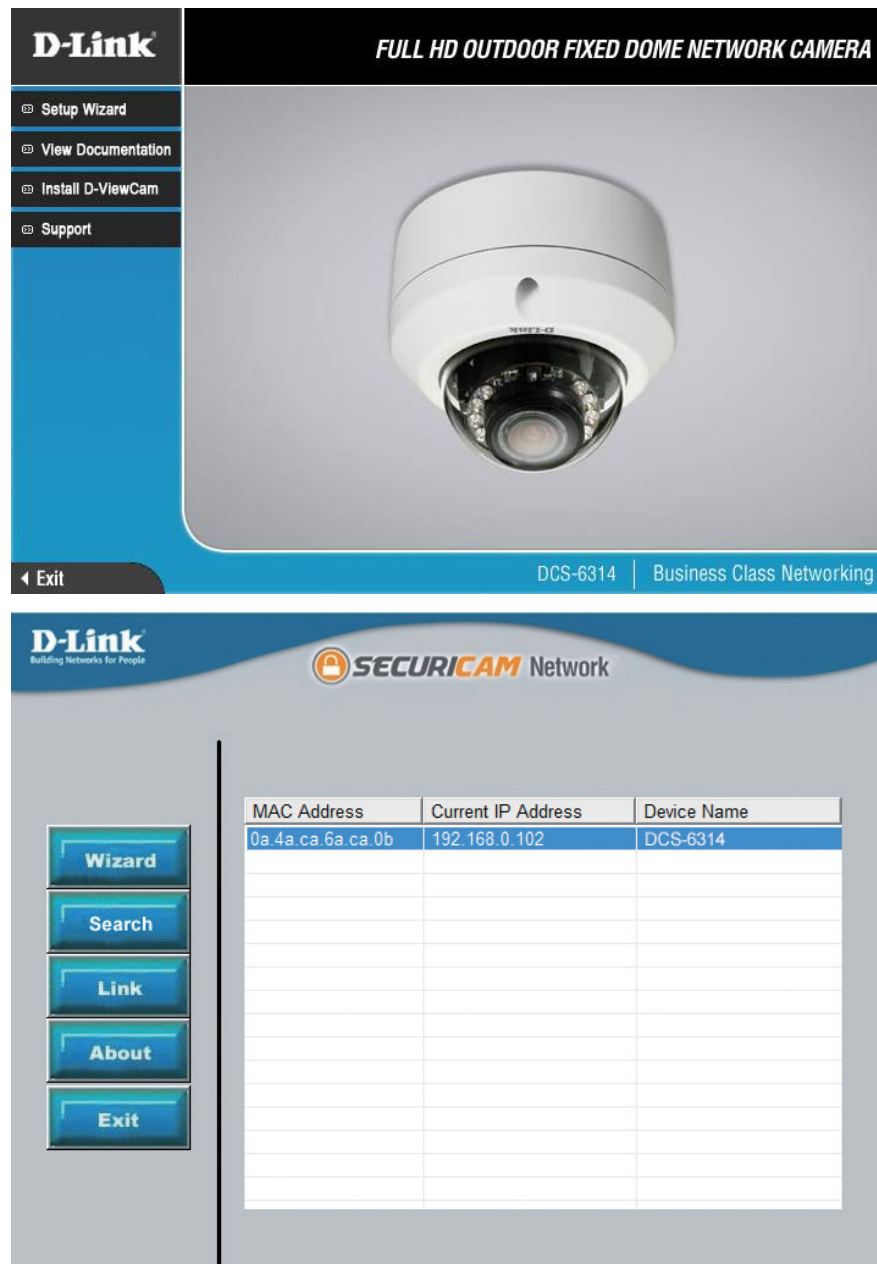 D-Link
FULL HD OUTDOOR FIXED DOME NETWORK CAMERA
Setup Wizard
View Documentation
Install D-ViewCam
Support
D-Link
Exit
DCS-6314 | Business Class Networking
D-Link
Building Networks for People
SECURICAM Network
MAC Address Current IP Address Device Name
0a.4a.ca.6a.ca.0b 192.168.0.102 DCS-6314
Wizard
Search
Link
About
Exit